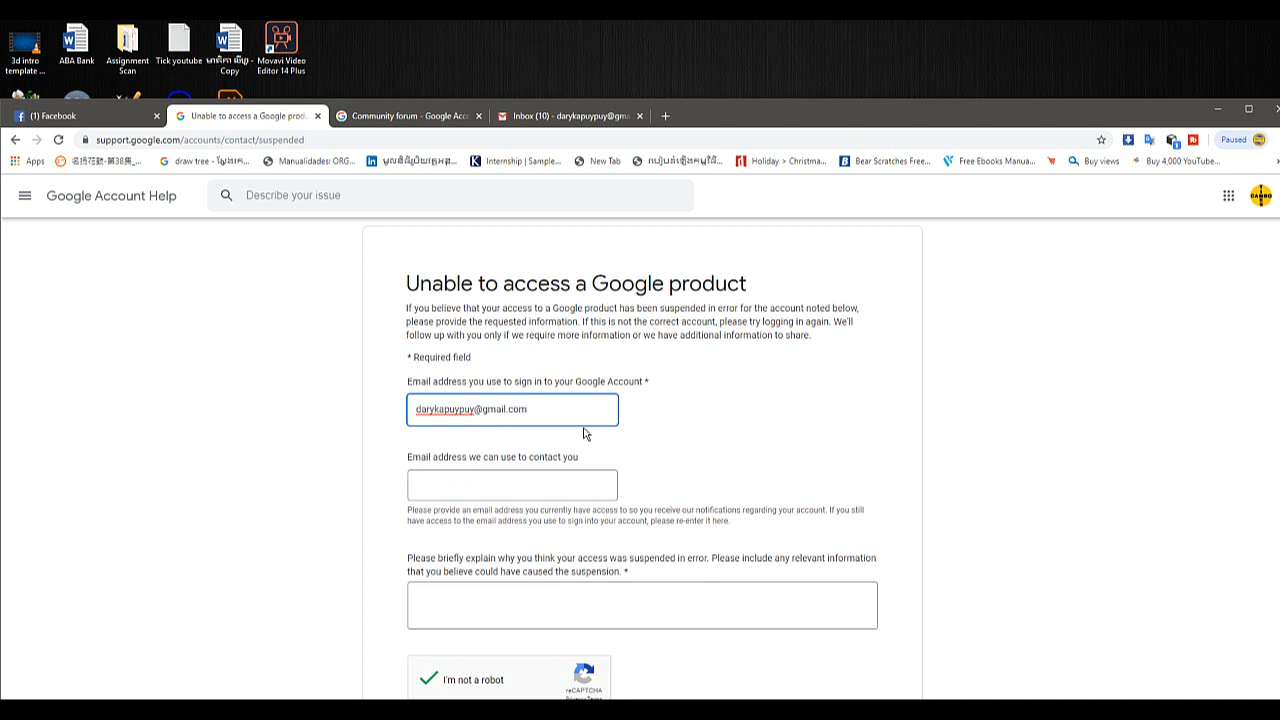 3d intro
template ...
ABA Bank
Assignment
Scan
Tick youtube
Copy
Movavi Video
Editor 14 Plus
(1) Facebook
Unable to access a Google produ
Community forum - Google Acc
Inbox (10) - darykapuypuy@gma
support.google.com/accounts/contact/suspended
Paused
Apps
draw tree -
Manualidades: ORG...
Internship | Sample...
New Tab
Holiday > Christma...
Bear Scratches Free...
Free Ebooks Manua...
Buy views
Buy 4,000 YouTube...
Google Account Help
Describe your issue
Unable to access a Google product
If you believe that your access to a Google product has been suspended in error for the account noted below,
please provide the requested information. If this is not the correct account, please try logging in again. We'll
follow up with you only if we require more information or we have additional information to share.
* Required field
Email address you use to sign in to your Google Account *
darykapuypuy@gmail.com
Email address we can use to contact you
Please provide an email address you currently have access to so you receive our notifications regarding your account. If you still
have access to the email address you use to sign into your account, please re-enter it here.
Please briefly explain why you think your access was suspended in error. Please include any relevant information
that you believe could have caused the suspension. *
I'm not a robot
reCAPTCHA